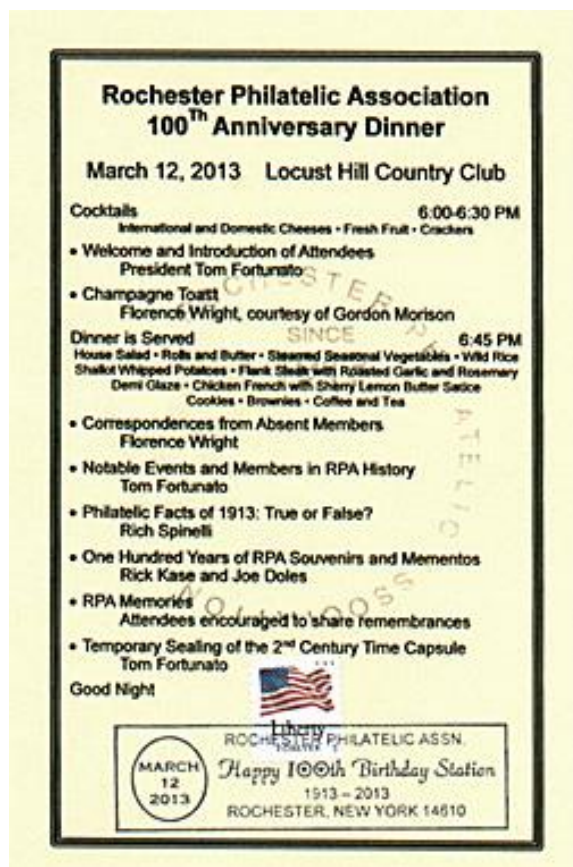 Rochester Philatelic Association
100Th Anniversary Dinner
March 12, 2013 Locust Hill Country Club
Cocktails 6:00-6:30 PM
International and Domestic Cheeses • Fresh Fruit • Crackers
• Welcome and Introduction of Attendees
President Tom Fortunato
• Champagne Toast
Florence Wright, courtesy of Gordon Morison
Dinner is Served 6:45 PM
House Salad • Rolls and Butter • Steamed Seasonal Vegetables • Wild Rice
Shallot Whipped Potatoes • Flank Steak with Roasted Garlic and Rosemary
Demi Glaze • Chicken French with Sherry Lemon Butter Sauce
Cookies • Brownies • Coffee and Tea
• Correspondences from Absent Members
Florence Wright
• Notable Events and Members in RPA History
Tom Fortunato
• Philatelic Facts of 1913: True or False?
Rich Spinelli
• One Hundred Years of RPA Souvenirs and Mementos
Rick Kase and Joe Doles
• RPA Memories
Attendees encouraged to share remembrances
• Temporary Sealing of the 2nd Century Time Capsule
Tom Fortunato
Good Night
SINCE
ASSOCIATION
Liberty
FOREVER
ROCHESTER PHILATELIC ASSN.
MARCH
12
2013
Happy 100th Birthday Station
1913 – 2013
ROCHESTER, NEW YORK 14610